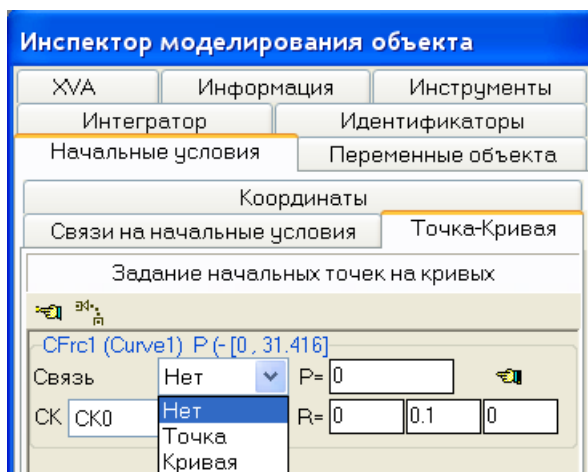 Инспектор моделирования объекта
XVA Информация Инструменты
Интегратор Идентификаторы
Начальные условия Переменные объекта
Координаты
Связи на начальные условия Точка-Кривая
Задание начальных точек на кривых
CFrc1 (Curve1) P (- [0 , 31.416]
Связь Нет P= 0
СК СК0 Нет R= 0 0.1 0
Точка
Кривая